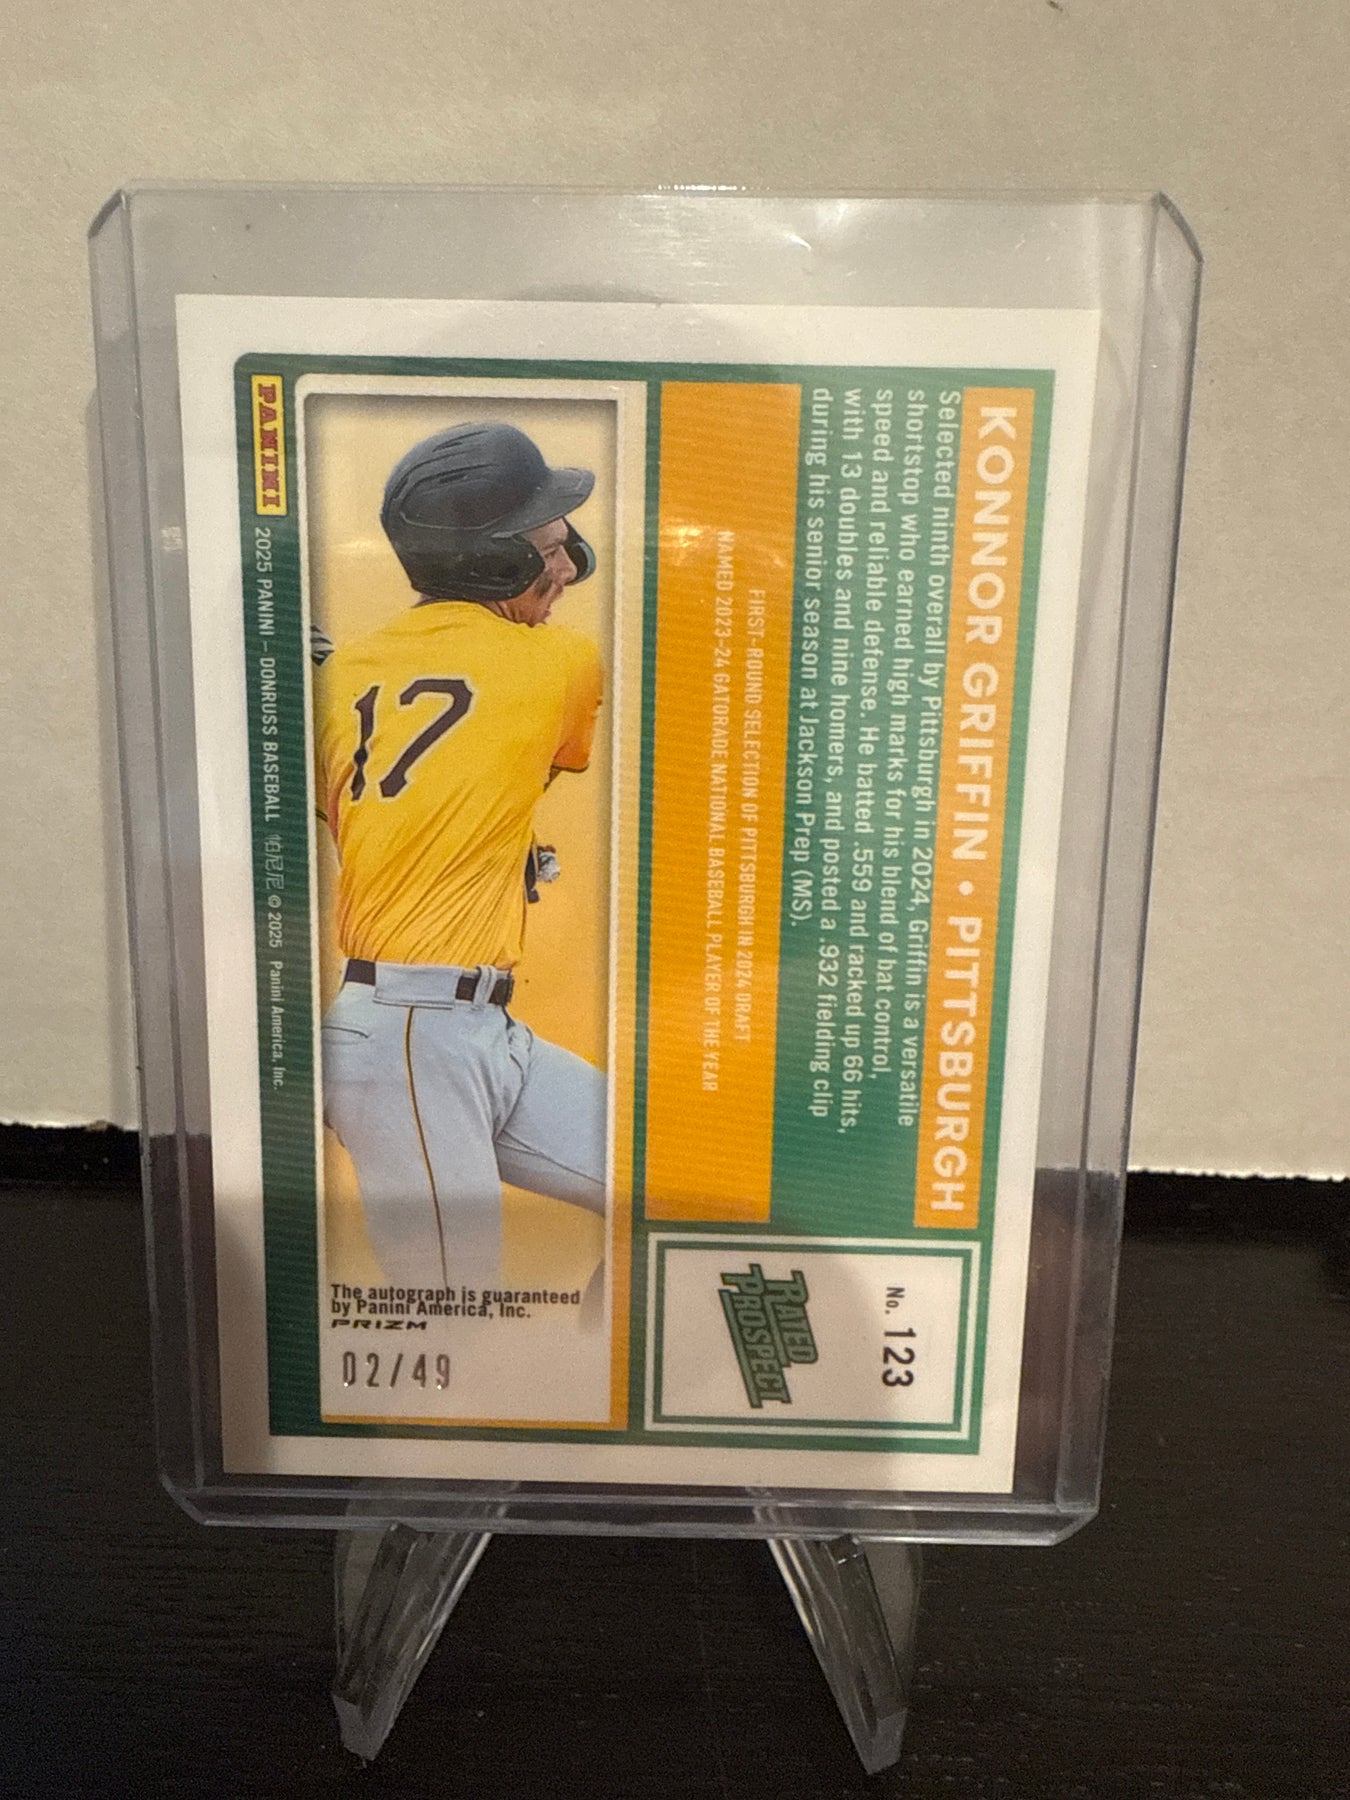 KONNOR GRIFFIN • PITTSBURGH
Selected ninth overall by Pittsburgh in 2024, Griffin is a versatile
shortstop who earned high marks for his blend of bat control,
speed and reliable defense. He batted .559 and racked up 66 hits,
with 13 doubles and nine homers, and posted a .932 fielding clip
during his senior season at Jackson Prep (MS).
FIRST-ROUND SELECTION OF PITTSBURGH IN 2024 DRAFT
NAMED 2023–24 GATORADE NATIONAL BASEBALL PLAYER OF THE YEAR
No. 123
RATED
PROSPECT
17
The autograph is guaranteed
by Panini America, Inc.
PRIZM
02/49
PANINI
2025 PANINI – DONRUSS BASEBALL 帕尼尼 © 2025 Panini America, Inc.